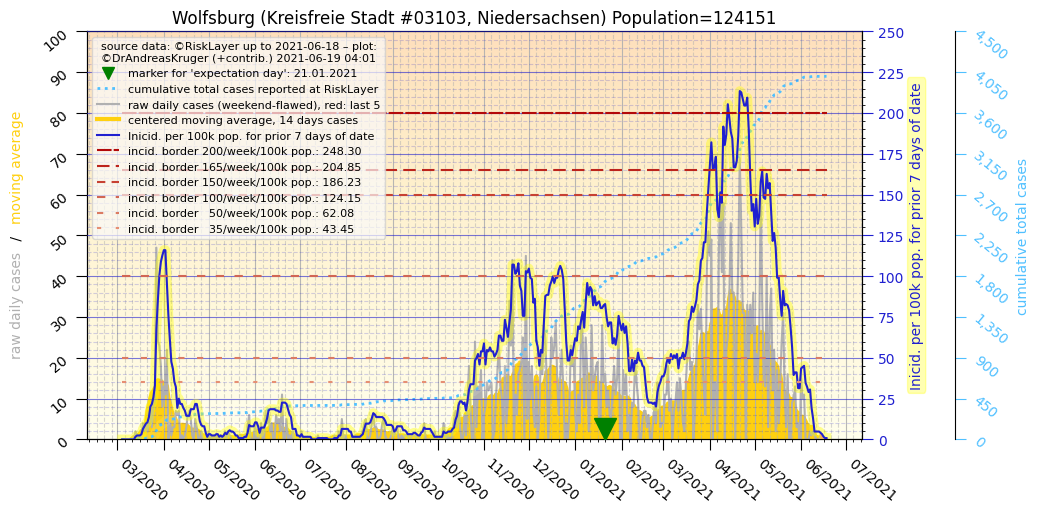 Wolfsburg (Kreisfreie Stadt #03103, Niedersachsen) Population=124151
source data: ©RiskLayer up to 2021-06-18 – plot:
©DrAndreasKruger (+contrib.) 2021-06-19 04:01
marker for 'expectation day': 21.01.2021
cumulative total cases reported at RiskLayer
raw daily cases (weekend-flawed), red: last 5
centered moving average, 14 days cases
Inicid. per 100k pop. for prior 7 days of date
incid. border 200/week/100k pop.: 248.30
incid. border 165/week/100k pop.: 204.85
incid. border 150/week/100k pop.: 186.23
incid. border 100/week/100k pop.: 124.15
incid. border   50/week/100k pop.: 62.08
incid. border   35/week/100k pop.: 43.45
raw daily cases / moving average
100
90
80
70
60
50
40
30
20
10
0
03/2020
04/2020
05/2020
06/2020
07/2020
08/2020
09/2020
10/2020
11/2020
12/2020
01/2021
02/2021
03/2021
04/2021
05/2021
06/2021
07/2021
250
225
200
175
150
125
100
75
50
25
0
Inicid. per 100k pop. for prior 7 days of date
4,500
4,050
3,600
3,150
2,700
2,250
1,800
1,350
900
450
0
cumulative total cases